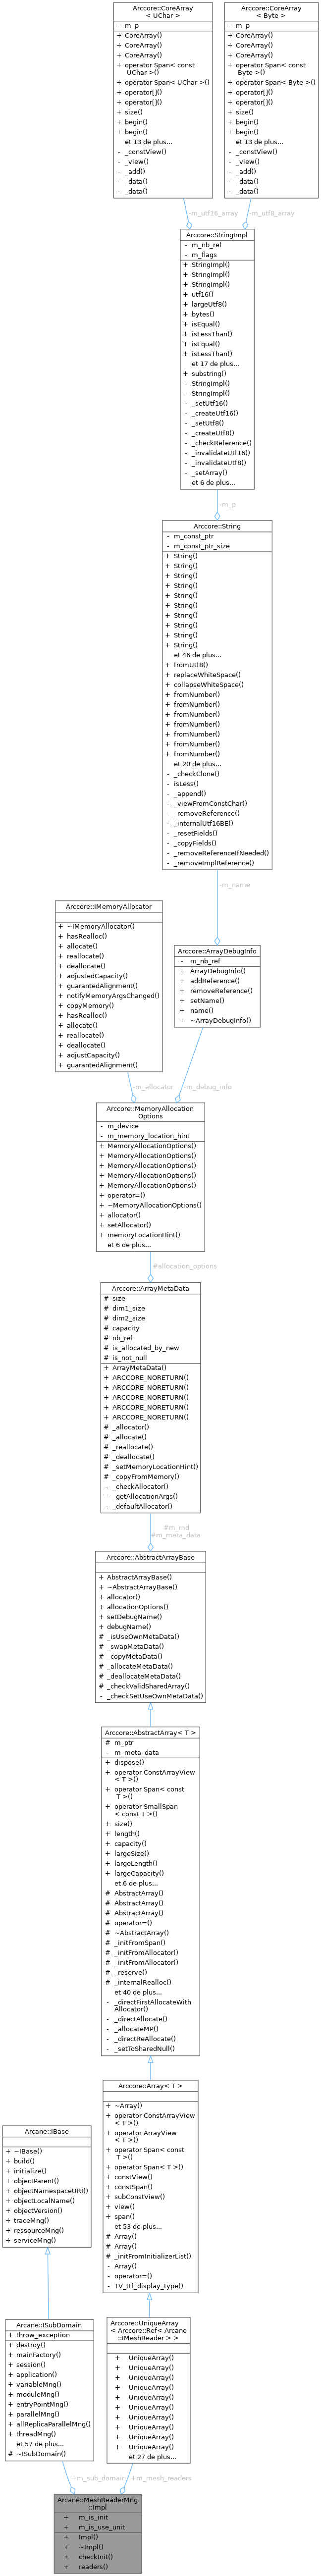 Arccore::CoreArray
< UChar >
- m_p
+ CoreArray()
+ CoreArray()
+ CoreArray()
+ operator Span< const
UChar >()
+ operator Span< UChar >()
+ operator[]()
+ operator[]()
+ size()
+ begin()
+ begin()
et 13 de plus...
- _constView()
- _view()
- _add()
- _data()
- _data()
Arccore::CoreArray
< Byte >
- m_p
+ CoreArray()
+ CoreArray()
+ CoreArray()
+ operator Span< const
Byte >()
+ operator Span< Byte >()
+ operator[]()
+ operator[]()
+ size()
+ begin()
+ begin()
et 13 de plus...
- _constView()
- _view()
- _add()
- _data()
- _data()
-m_utf16_array
-m_utf8_array
Arccore::StringImpl
- m_nb_ref
- m_flags
+ StringImpl()
+ StringImpl()
+ StringImpl()
+ utf16()
+ largeUtf8()
+ bytes()
+ isEqual()
+ isLessThan()
+ isEqual()
+ isLessThan()
et 17 de plus...
+ substring()
- StringImpl()
- StringImpl()
- _setUtf16()
- _createUtf16()
- _setUtf8()
- _createUtf8()
- _checkReference()
- _invalidateUtf16()
- _invalidateUtf8()
- _setArray()
et 6 de plus...
-m_p
Arccore::String
- m_const_ptr
- m_const_ptr_size
+ String()
+ String()
+ String()
+ String()
+ String()
+ String()
+ String()
+ String()
+ String()
+ String()
et 46 de plus...
+ fromUtf8()
+ replaceWhiteSpace()
+ collapseWhiteSpace()
+ fromNumber()
+ fromNumber()
+ fromNumber()
+ fromNumber()
+ fromNumber()
+ fromNumber()
+ fromNumber()
et 20 de plus...
- _checkClone()
- isLess()
- _append()
- _viewFromConstChar()
- _removeReference()
- _internalUtf16BE()
- _resetFields()
- _copyFields()
- _removeReferenceIfNeeded()
- _removeImplReference()
-m_name
Arccore::IMemoryAllocator
+ ~IMemoryAllocator()
+ hasRealloc()
+ allocate()
+ reallocate()
+ deallocate()
+ adjustedCapacity()
+ guarantedAlignment()
+ notifyMemoryArgsChanged()
+ copyMemory()
+ hasRealloc()
+ allocate()
+ reallocate()
+ deallocate()
+ adjustCapacity()
+ guarantedAlignment()
Arccore::ArrayDebugInfo
- m_nb_ref
+ ArrayDebugInfo()
+ addReference()
+ removeReference()
+ setName()
+ name()
- ~ArrayDebugInfo()
-m_allocator
-m_debug_info
Arccore::MemoryAllocation
Options
- m_device
- m_memory_location_hint
+ MemoryAllocationOptions()
+ MemoryAllocationOptions()
+ MemoryAllocationOptions()
+ MemoryAllocationOptions()
+ MemoryAllocationOptions()
+ operator=()
+ ~MemoryAllocationOptions()
+ allocator()
+ setAllocator()
+ memoryLocationHint()
et 6 de plus...
#allocation_options
Arccore::ArrayMetaData
# size
# dim1_size
# dim2_size
# capacity
# nb_ref
# is_allocated_by_new
# is_not_null
+ ArrayMetaData()
+ ARCCORE_NORETURN()
+ ARCCORE_NORETURN()
+ ARCCORE_NORETURN()
+ ARCCORE_NORETURN()
+ ARCCORE_NORETURN()
# _allocator()
# _allocate()
# _reallocate()
# _deallocate()
# _setMemoryLocationHint()
# _copyFromMemory()
- _checkAllocator()
- _getAllocationArgs()
- _defaultAllocator()
#m_md
#m_meta_data
Arccore::AbstractArrayBase
+ AbstractArrayBase()
+ ~AbstractArrayBase()
+ allocator()
+ allocationOptions()
+ setDebugName()
+ debugName()
# _isUseOwnMetaData()
# _swapMetaData()
# _copyMetaData()
# _allocateMetaData()
# _deallocateMetaData()
# _checkValidSharedArray()
- _checkSetUseOwnMetaData()
Arccore::AbstractArray< T >
# m_ptr
- m_meta_data
+ dispose()
+ operator ConstArrayView
< T >()
+ operator Span< const
T >()
+ operator SmallSpan
< const T >()
+ size()
+ length()
+ capacity()
+ largeSize()
+ largeLength()
+ largeCapacity()
et 6 de plus...
# AbstractArray()
# AbstractArray()
# AbstractArray()
# operator=()
# ~AbstractArray()
# _initFromSpan()
# _initFromAllocator()
# _initFromAllocator()
# _reserve()
# _internalRealloc()
et 40 de plus...
- _directFirstAllocateWith
Allocator()
- _directAllocate()
- _allocateMP()
- _directReAllocate()
- _setToSharedNull()
Arccore::Array< T >
+ ~Array()
+ operator ConstArrayView
< T >()
+ operator ArrayView
< T >()
+ operator Span< const
T >()
+ operator Span< T >()
+ constView()
+ constSpan()
+ subConstView()
+ view()
+ span()
et 53 de plus...
# Array()
# Array()
# _initFromInitializerList()
- Array()
- operator=()
- TV_ttf_display_type()
Arcane::IBase
+ ~IBase()
+ build()
+ initialize()
+ objectParent()
+ objectNamespaceURI()
+ objectLocalName()
+ objectVersion()
+ traceMng()
+ ressourceMng()
+ serviceMng()
Arcane::ISubDomain
+ throw_exception
+ destroy()
+ mainFactory()
+ session()
+ application()
+ variableMng()
+ moduleMng()
+ entryPointMng()
+ parallelMng()
+ allReplicaParallelMng()
+ threadMng()
et 57 de plus...
# ~ISubDomain()
Arccore::UniqueArray
< Arccore::Ref< Arcane
::IMeshReader > >
+ UniqueArray()
+ UniqueArray()
+ UniqueArray()
+ UniqueArray()
+ UniqueArray()
+ UniqueArray()
+ UniqueArray()
+ UniqueArray()
+ UniqueArray()
+ UniqueArray()
et 27 de plus...
+m_sub_domain
+m_mesh_readers
Arcane::MeshReaderMng
::Impl
+ m_is_init
+ m_is_use_unit
+ Impl()
+ ~Impl()
+ checkInit()
+ readers()